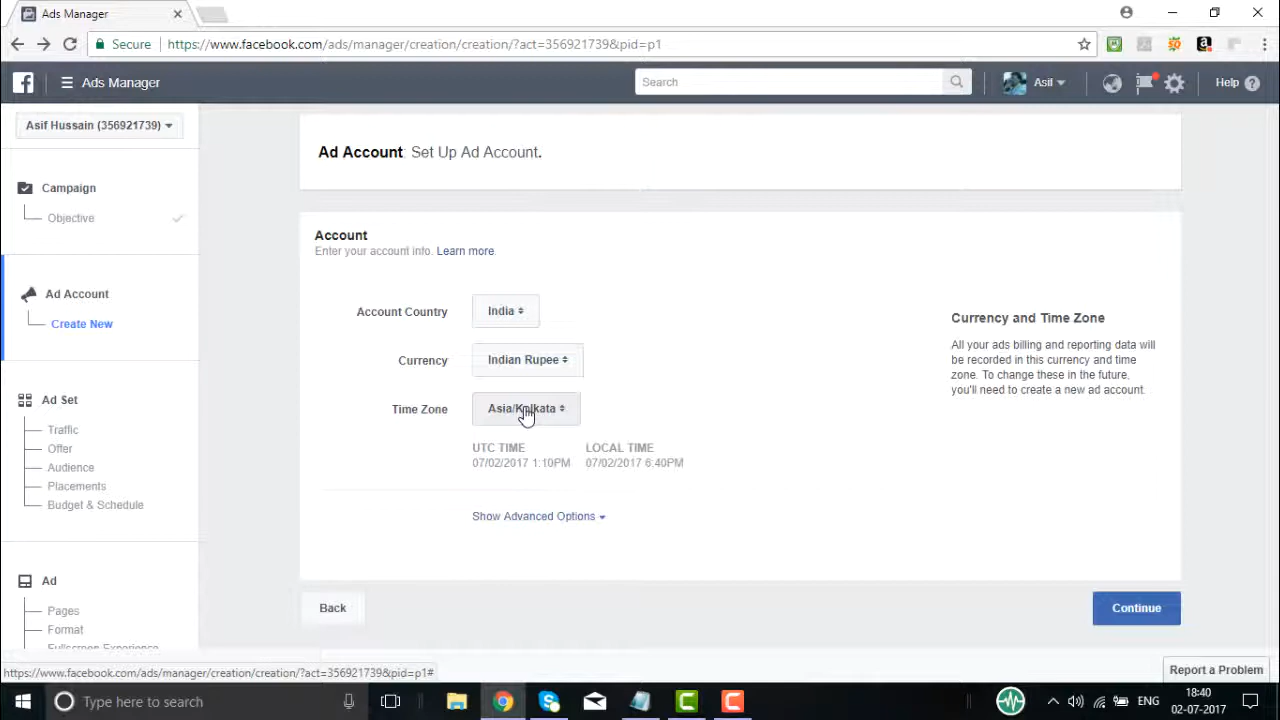 Ads Manager
Secure https://www.facebook.com/ads/manager/creation/creation/?act=356921739&pid=p1
Ads Manager
Search
Asif
Help
Asif Hussain (356921739)
Campaign
Objective
Ad Account
Create New
Ad Set
Traffic
Offer
Audience
Placements
Budget & Schedule
Ad
Pages
Format
Fullscreen Experience
Ad Account: Set Up Ad Account.
Account
Enter your account info. Learn more.
Account Country India
Currency Indian Rupee
Time Zone Asia/Kolkata
UTC TIME LOCAL TIME
07/02/2017 1:10PM 07/02/2017 6:40PM
Show Advanced Options
Currency and Time Zone
All your ads billing and reporting data will
be recorded in this currency and time
zone. To change these in the future,
you'll need to create a new ad account.
Back
Continue
https://www.facebook.com/ads/manager/creation/creation/?act=356921739&pid=p1#
Report a Problem
Type here to search
ENG
18:40
02-07-2017